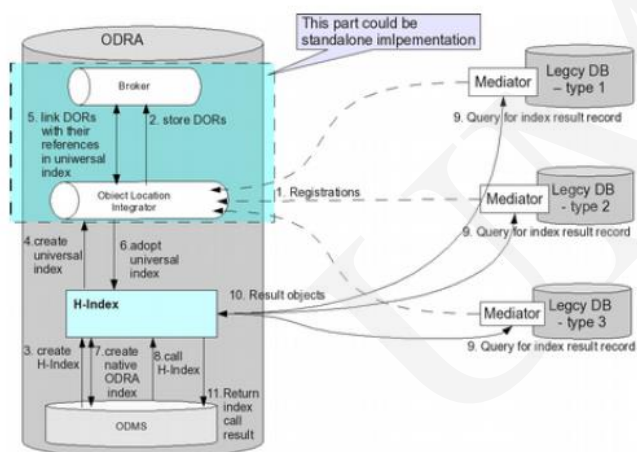 ODRA
This part could be
standalone imlpementation
Broker
5. link DORs
with their
references
in uniwersal
index
2. store DORs
Object Location
Integrator
1. Registrations
4.create
universal
index
6.adopt
universal
index
H-Index
10. Result objects
3. create
H-Index
7.create
native
ODRA
index
8.call
H-Index
11.Return
index
call
result
ODMS
Mediator
Legcy DB
– type 1
9. Query for index result record
Mediator
Legcy DB
- type 2
9. Query for index result record
Mediator
Legcy DB
- type 3
9. Query for index result record